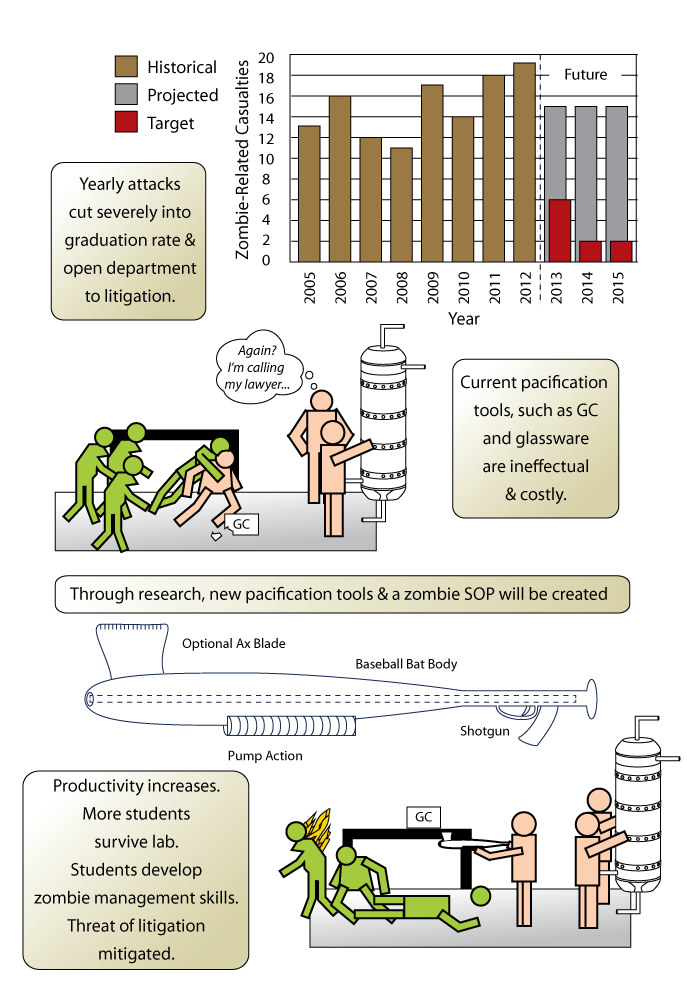 Historical
Projected
Target
Zombie-Related Casualties
20
18
16
14
12
10
8
6
4
2
0
Future
2005
2006
2007
2008
2009
2010
2011
2012
2013
2014
2015
Year
Yearly attacks
cut severely into
graduation rate &
open department
to litigation.
Again?
I'm calling
my lawyer...
Current pacification
tools, such as GC
and glassware
are ineffectual
& costly.
GC
Through research, new pacification tools & a zombie SOP will be created
Optional Ax Blade
Baseball Bat Body
Shotgun
Pump Action
Productivity increases.
More students
survive lab.
Students develop
zombie management skills.
Threat of litigation
mitigated.
GC